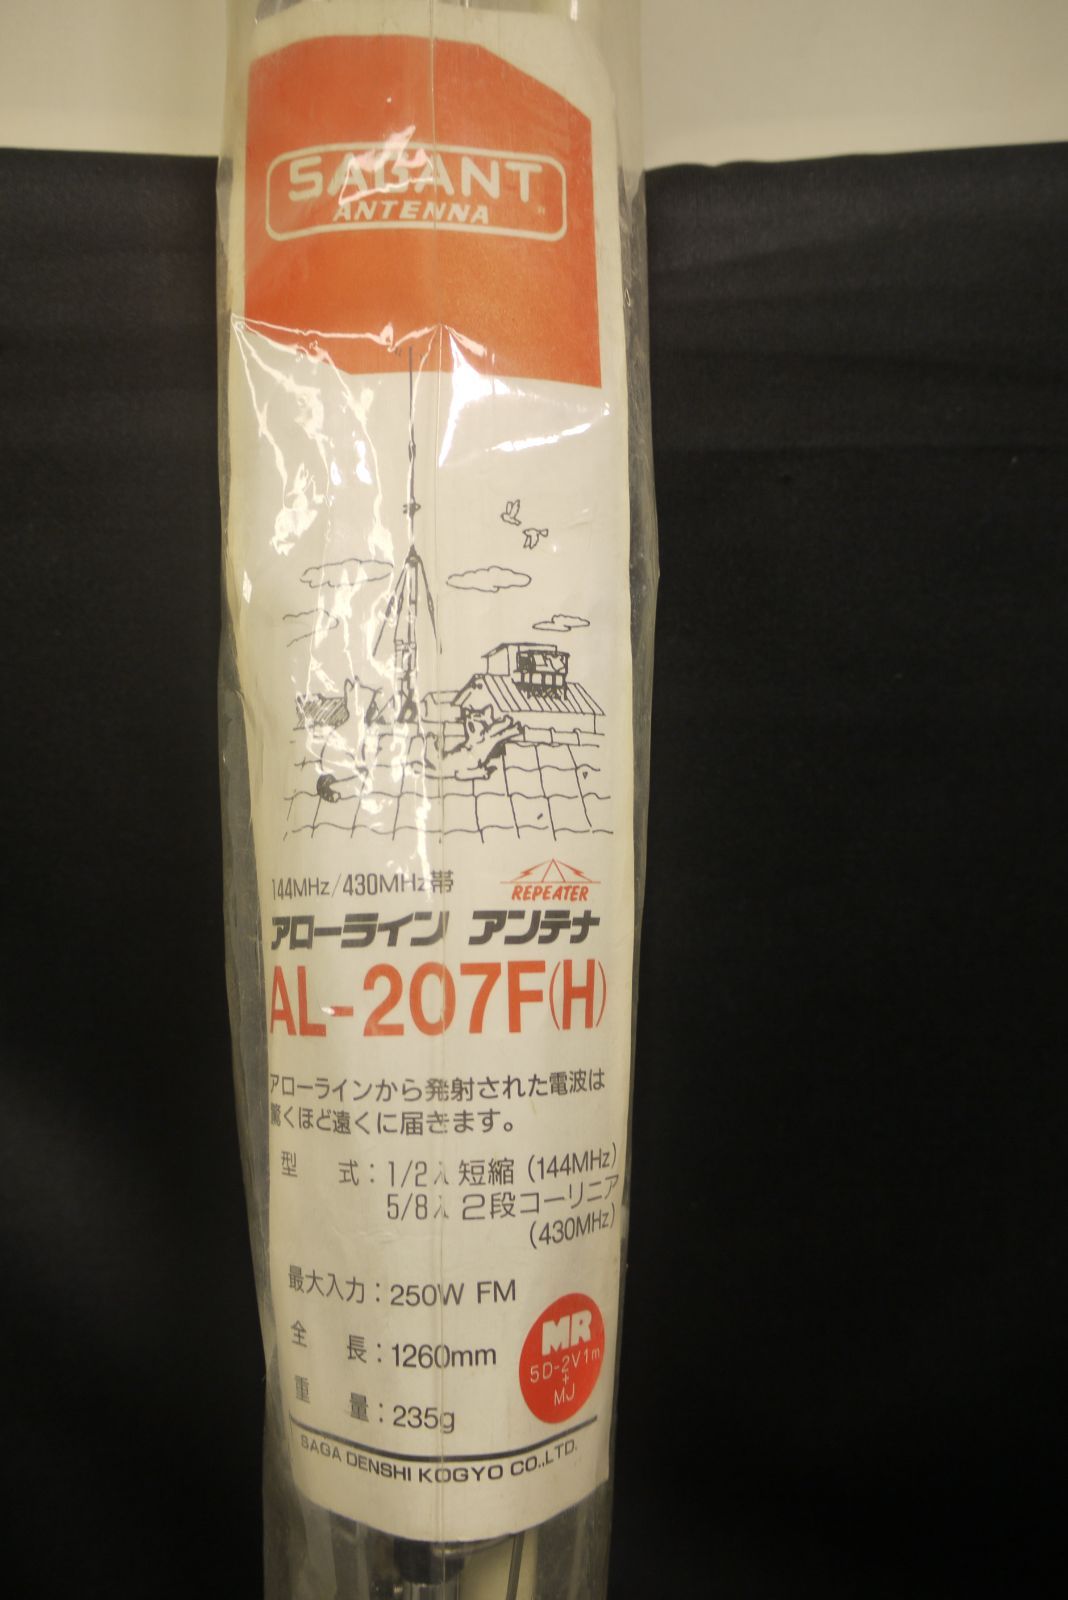 SAGANT
ANTENNA
144MHz/430MHz帯
REPEATER
アローライン アンテナ
AL-207F(H)
アローラインから発射された電波は
驚くほど遠くに届きます。
型 式：1/2λ 短縮 (144MHz)
5/8λ 2段コーリニア
(430MHz)
最大入力：250W FM
全 長：1260mm
重 量：235g
MR
5D-2V1m
+
MJ
SAGA DENSHI KOGYO CO.,LTD.